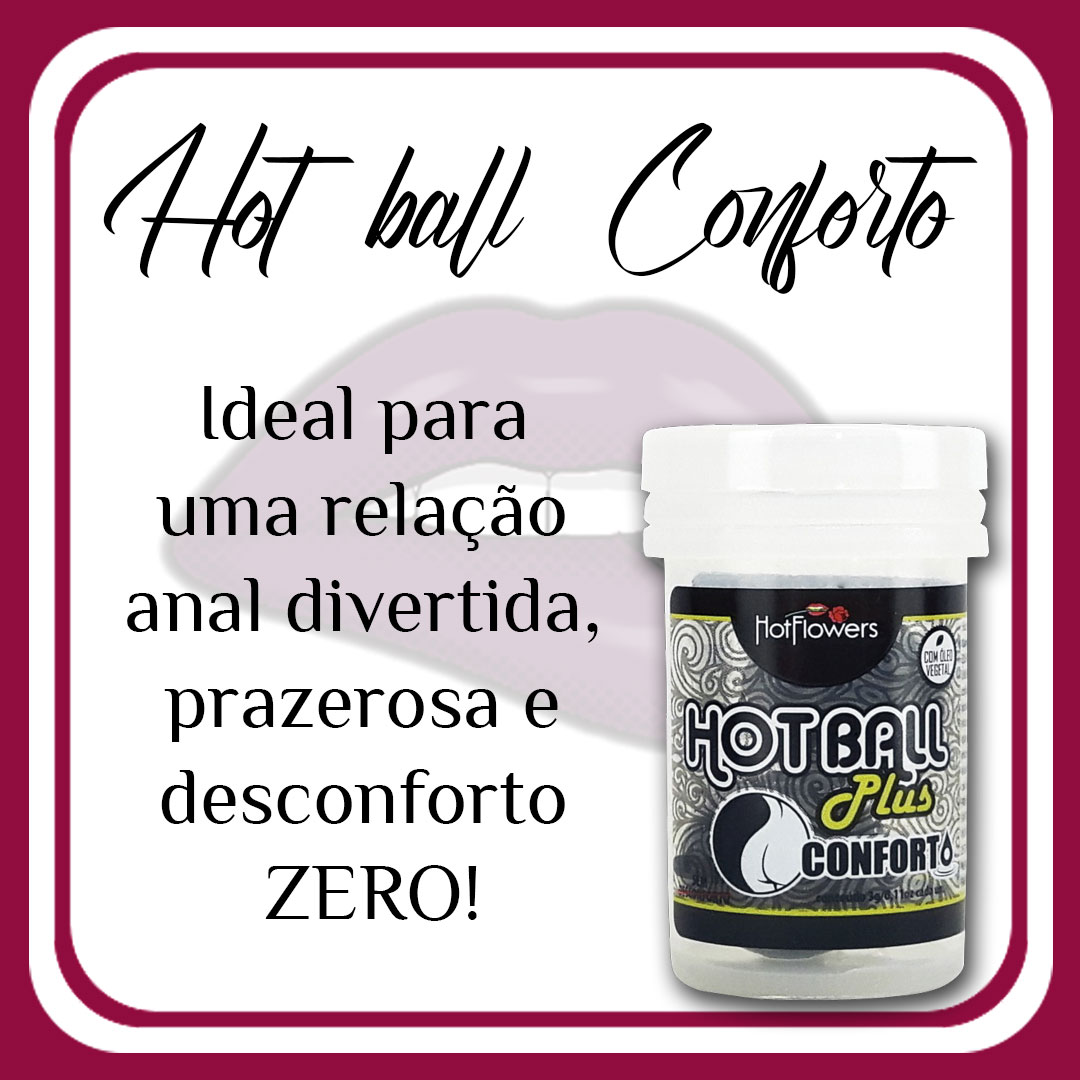 Hot ball Conforto
Ideal para
uma relação
anal divertida,
prazerosa e
desconforto
ZERO!
HotFlowers
COM ÓLEO
VEGETAL
HOT BALL
Plus
CONFORTO